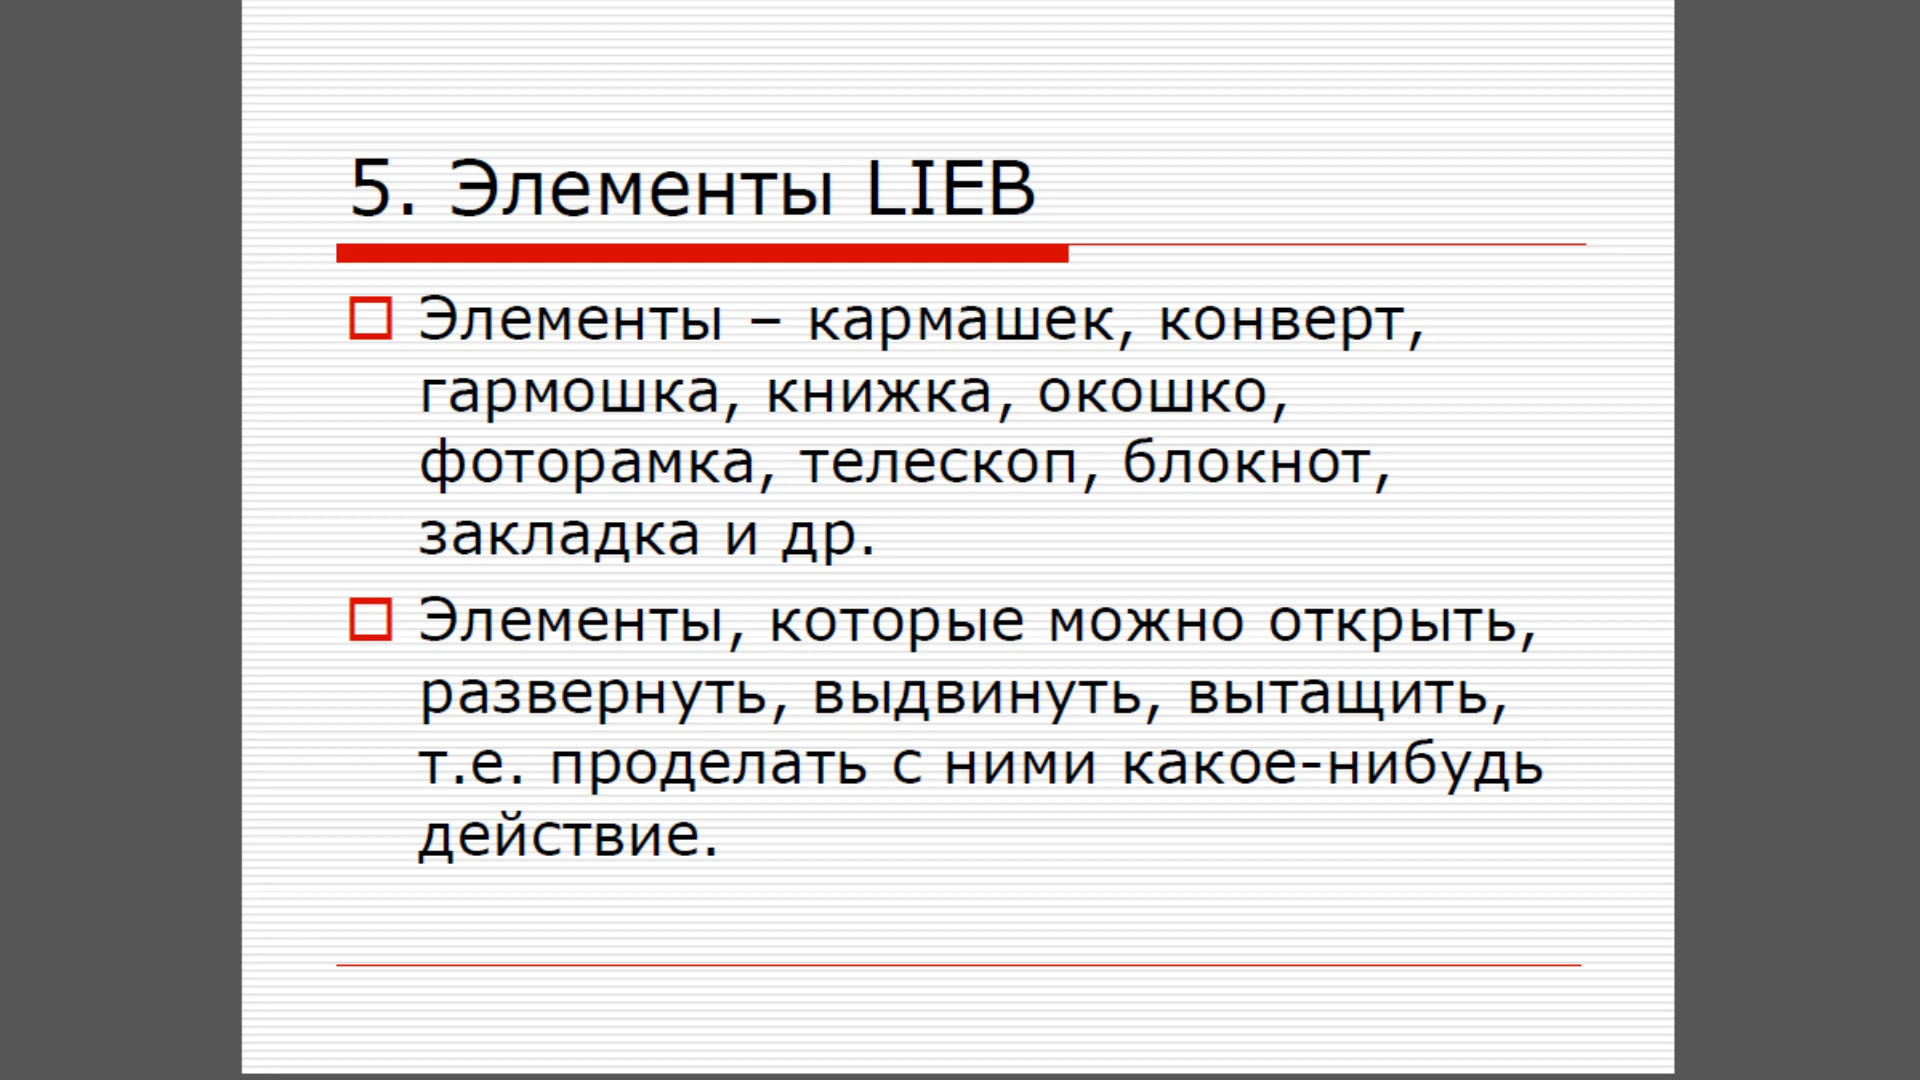 5. Элементы LIEB
Элементы – кармашек, конверт,
гармошка, книжка, окошко,
фоторамка, телескоп, блокнот,
закладка и др.
Элементы, которые можно открыть,
развернуть, выдвинуть, вытащить,
т.е. проделать с ними какое-нибудь
действие.